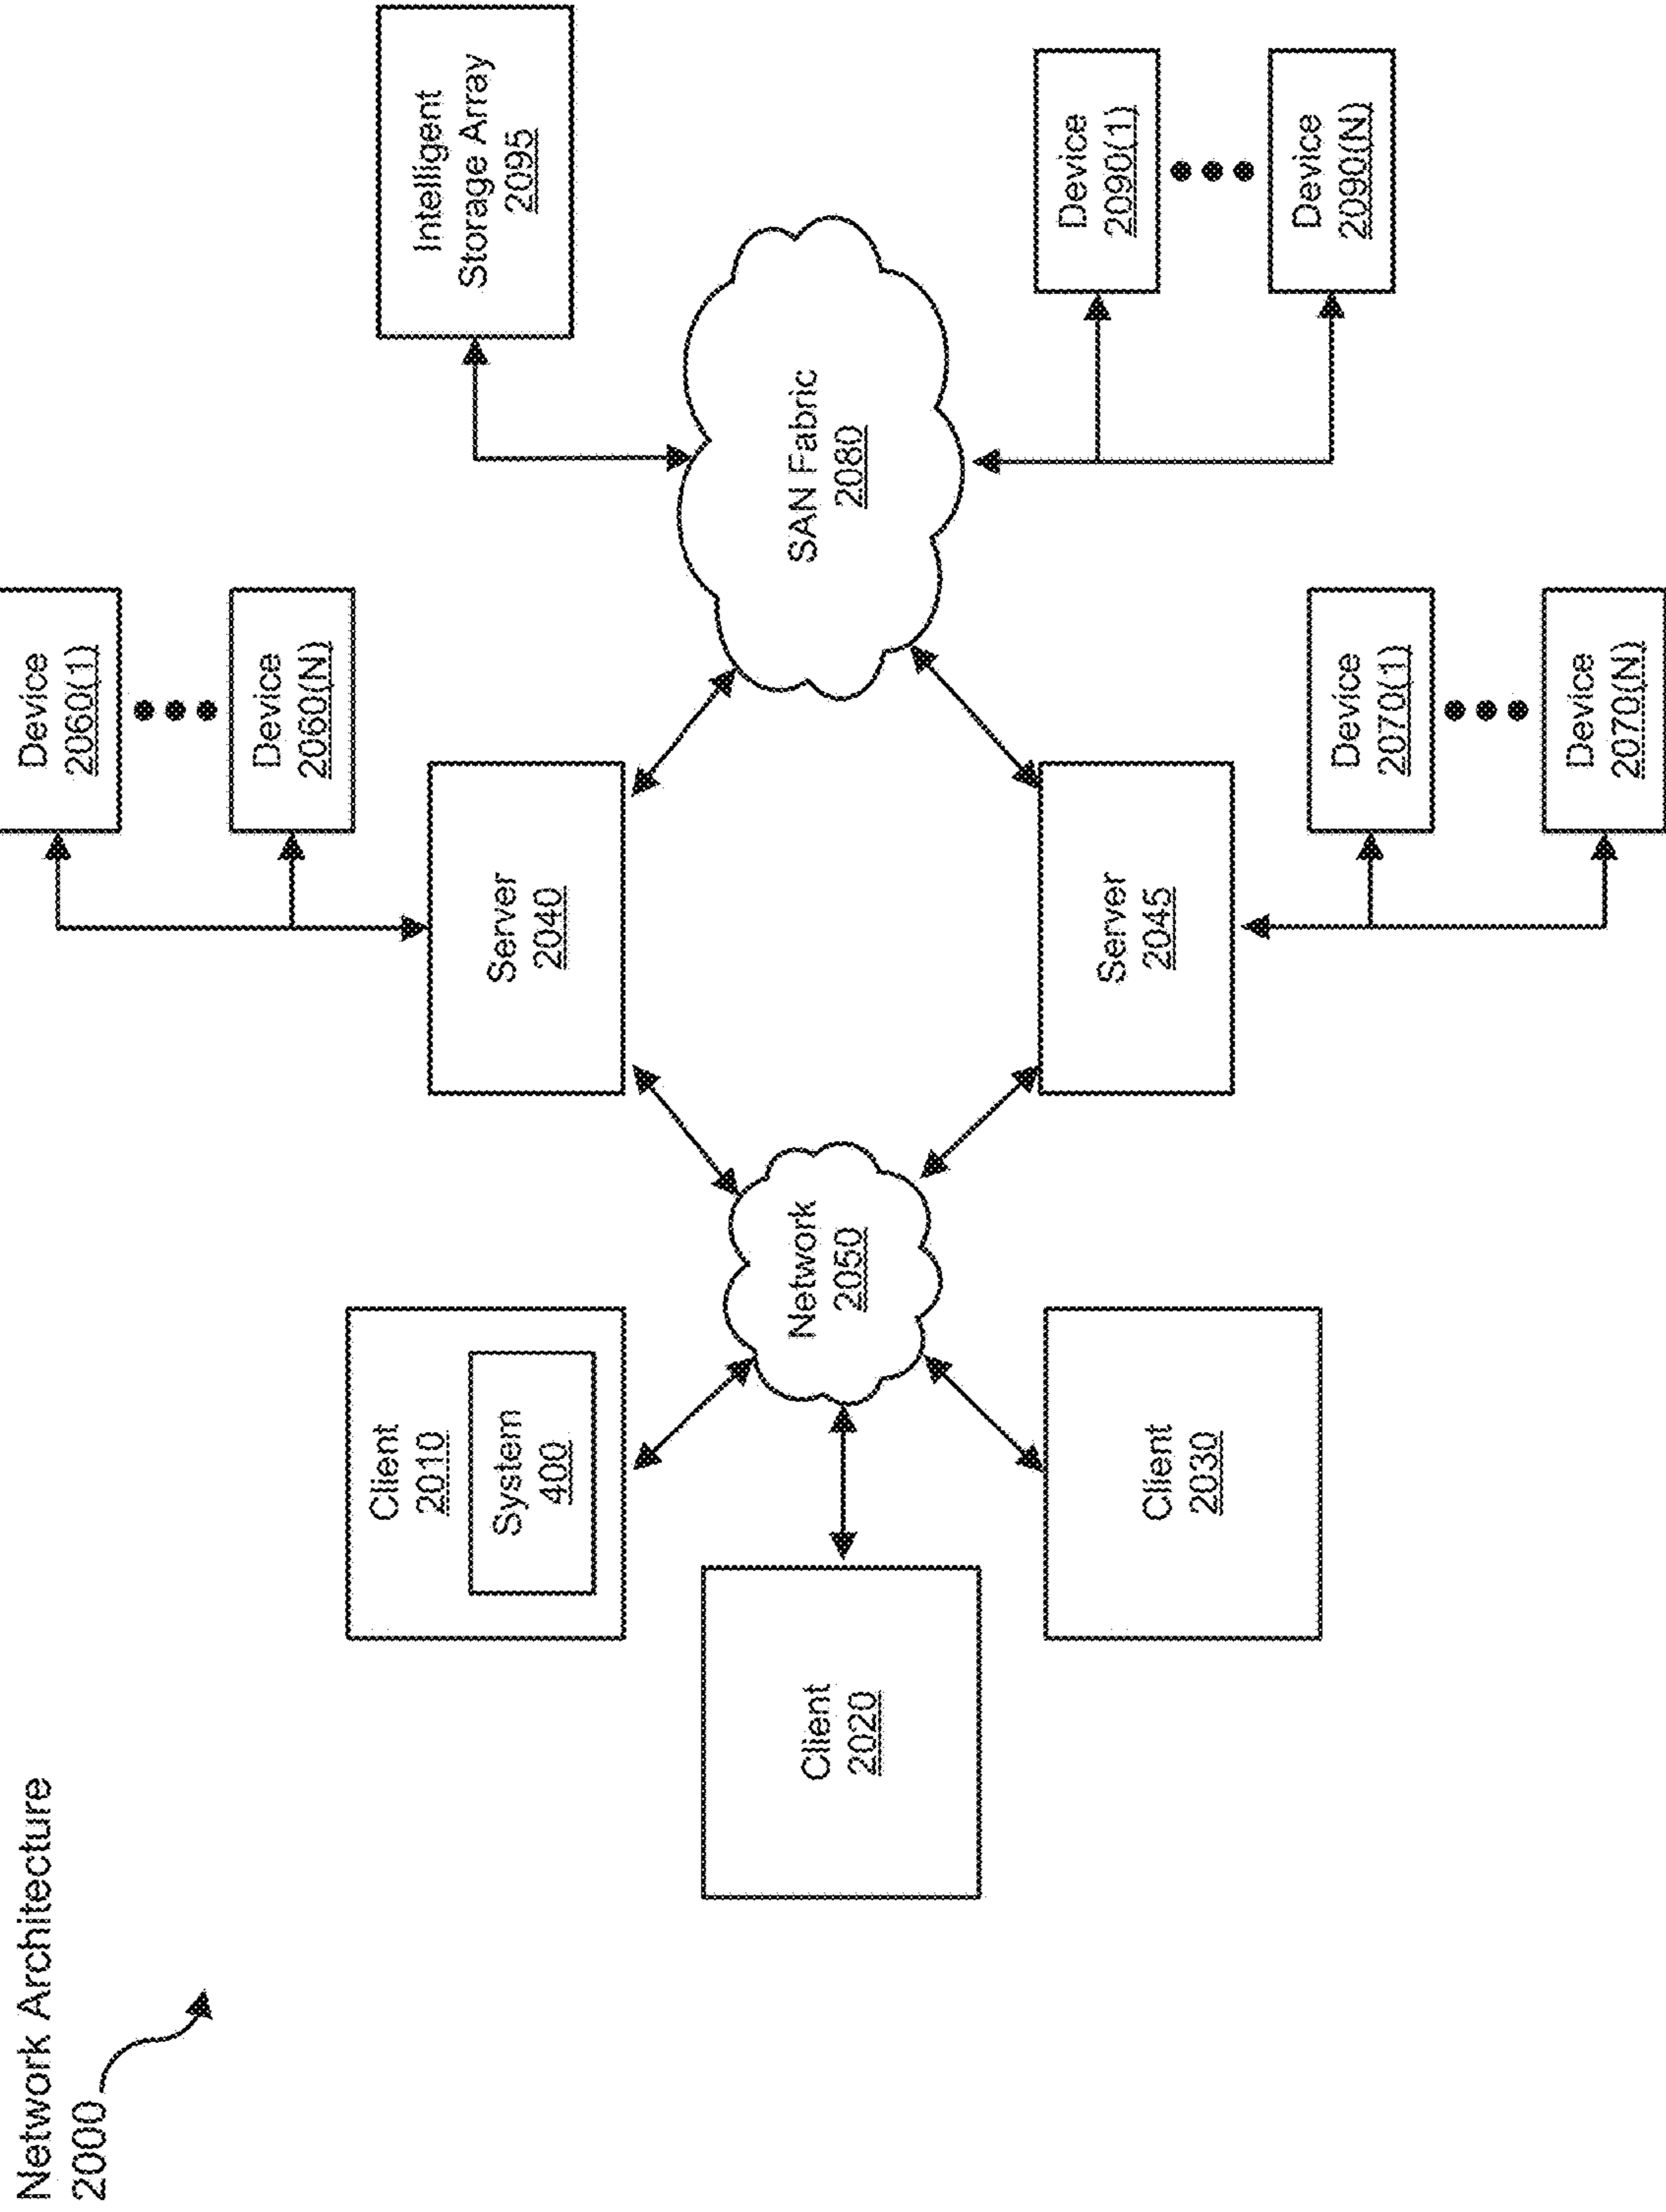 Network Architecture
2000
Device
2060(1)
Device
2060(N)
Intelligent
Storage Array
2095
Client
2010
System
400
Server
2040
Client
2020
Network
2050
SAN Fabric
2080
Client
2030
Server
2045
Device
2090(1)
Device
2090(N)
Device
2070(1)
Device
2070(N)